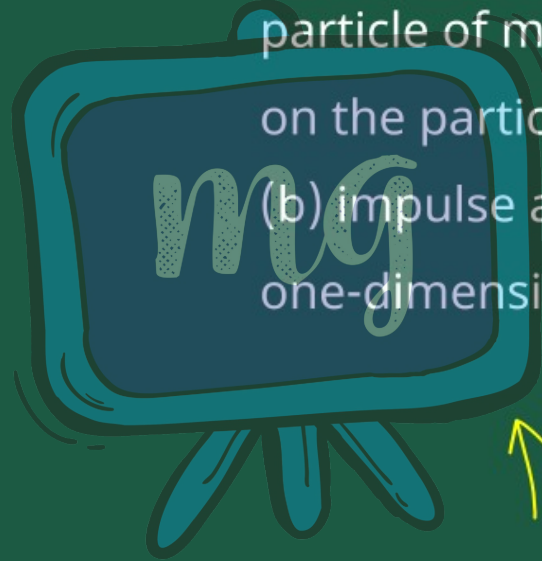 particle of m
on the partic
(b) impulse a
one-dimensi
mg